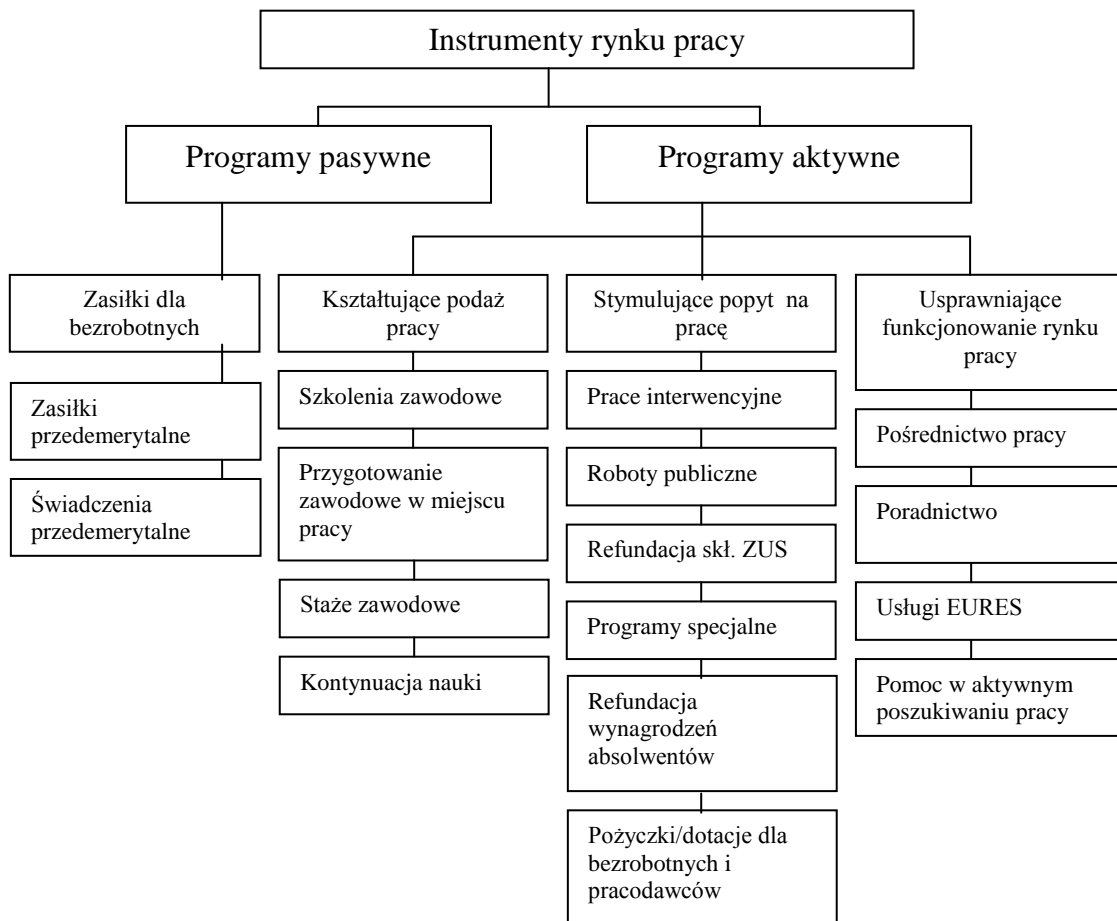 Instrumenty rynku pracy
Programy pasywne
Programy aktywne
Zasiłki dla
bezrobotnych
Zasiłki
przedemerytalne
Świadczenia
przedemerytalne
Kształtujące podaż
pracy
Szkolenia zawodowe
Przygotowanie
zawodowe w miejscu
pracy
Staże zawodowe
Kontynuacja nauki
Stymulujące popyt na
pracę
Prace interwencyjne
Roboty publiczne
Refundacja skł. ZUS
Programy specjalne
Refundacja
wynagrodzeń
absolwentów
Pożyczki/dotacje dla
bezrobotnych i
pracodawców
Usprawniające
funkcjonowanie rynku
pracy
Pośrednictwo pracy
Poradnictwo
Usługi EURES
Pomoc w aktywnym
poszukiwaniu pracy